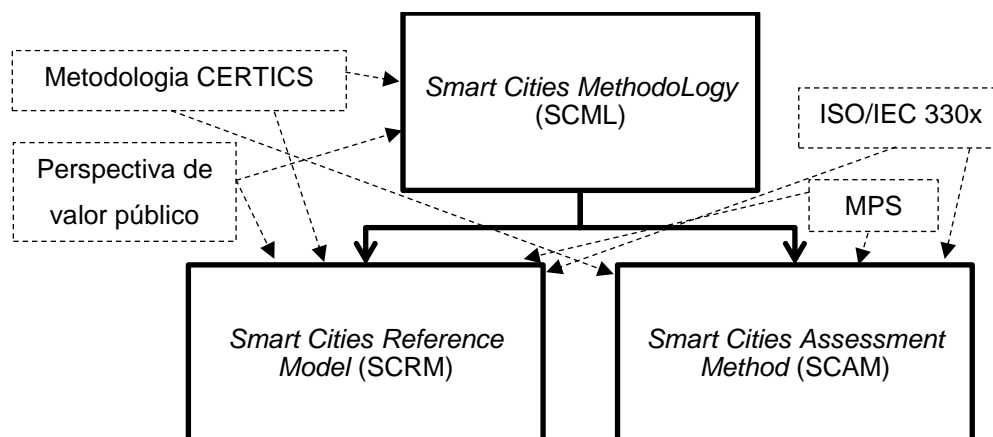 Metodologia CERTICS
Smart Cities MethodoLogy
(SCML)
ISO/IEC 330x
Perspectiva de
valor público
MPS
Smart Cities Reference
Model (SCRM)
Smart Cities Assessment
Method (SCAM)